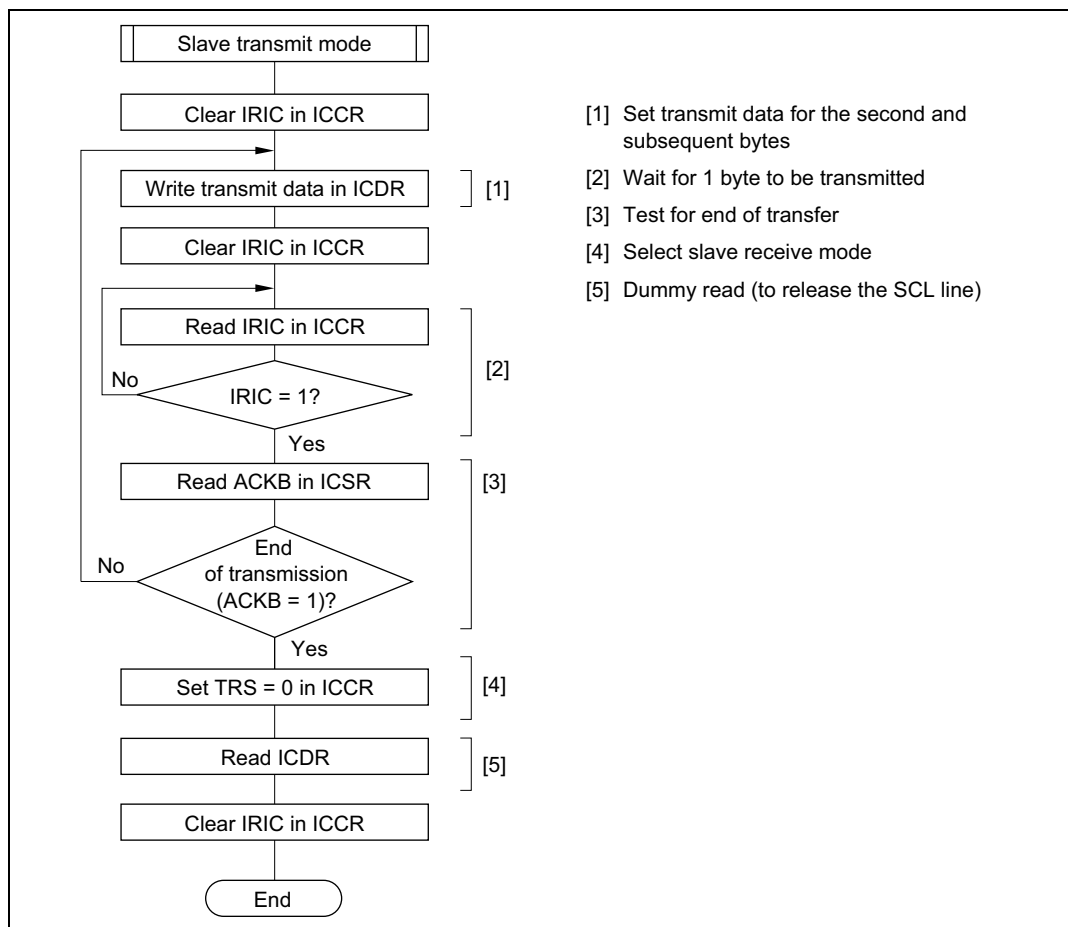 Slave transmit mode
Clear IRIC in ICCR
Write transmit data in ICDR
[1]
Clear IRIC in ICCR
Read IRIC in ICCR
[2]
No
IRIC = 1?
Yes
Read ACKB in ICSR
[3]
No
End
of transmission
(ACKB = 1)?
Yes
Set TRS = 0 in ICCR
[4]
Read ICDR
[5]
Clear IRIC in ICCR
End
[1] Set transmit data for the second and
subsequent bytes
[2] Wait for 1 byte to be transmitted
[3] Test for end of transfer
[4] Select slave receive mode
[5] Dummy read (to release the SCL line)